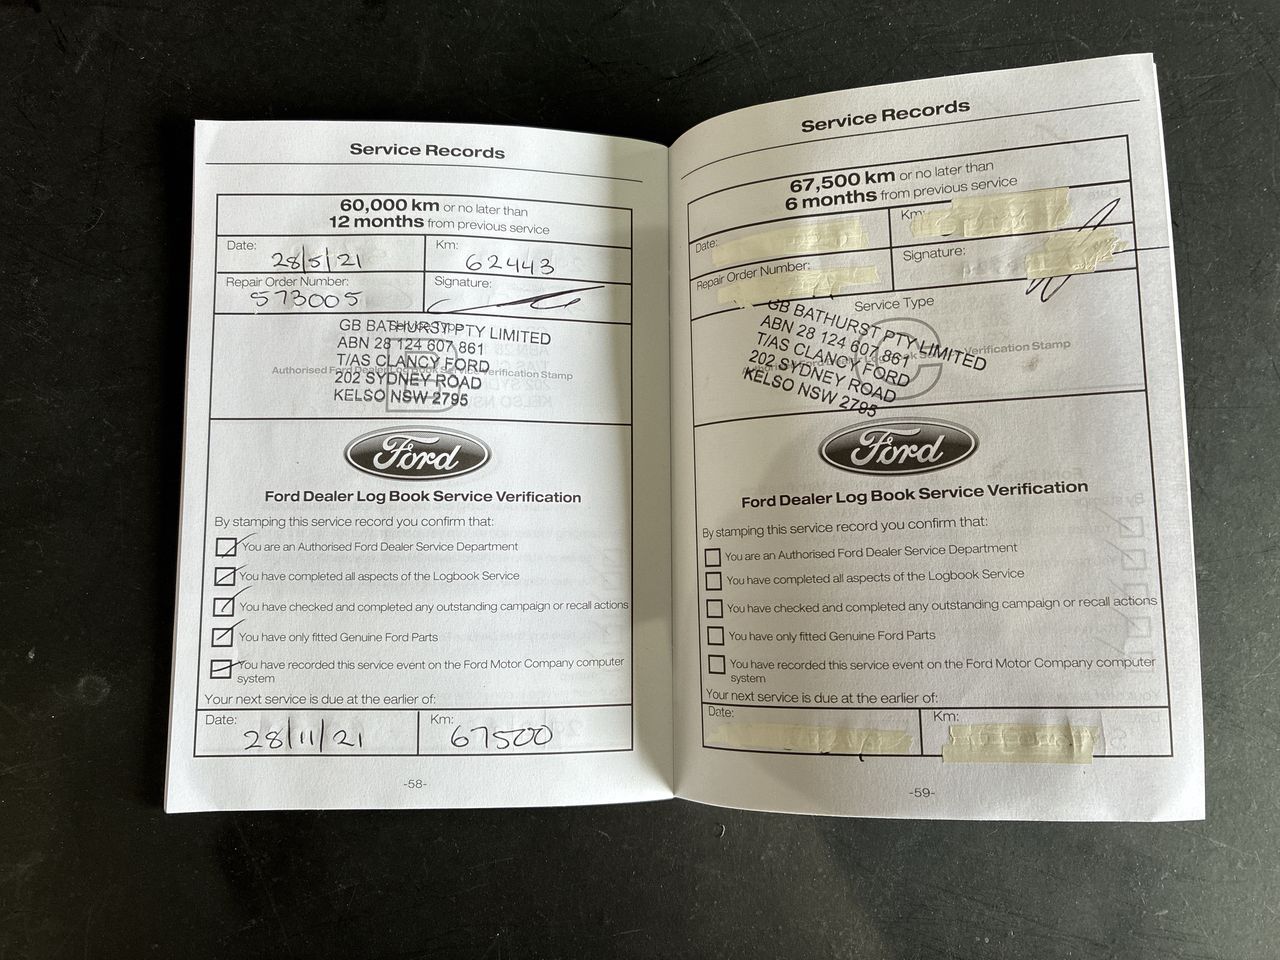 Service Records
60,000 km or no later than
12 months from previous service
Date:
28/5/21
Km:
62443
Repair Order Number:
573005
Signature:
Service Type
GB BATHURST PTY LIMITED
ABN 28 124 607 861
T/AS CLANCY FORD
Authorised Ford Dealer Log Book Service Verification Stamp
202 SYDNEY ROAD
KELSO NSW 2795
B
Ford
Ford Dealer Log Book Service Verification
By stamping this service record you confirm that:
You are an Authorised Ford Dealer Service Department
You have completed all aspects of the Logbook Service
You have checked and completed any outstanding campaign or recall actions
You have only fitted Genuine Ford Parts
You have recorded this service event on the Ford Motor Company computer
system
Your next service is due at the earlier of:
Date:
28/11/21
Km:
67500
-58-
Service Records
67,500 km or no later than
6 months from previous service
Date:
Km:
Repair Order Number:
Signature:
Service Type
GB BATHURST PTY LIMITED
ABN 28 124 607 861
T/AS CLANCY FORD
202 SYDNEY ROAD
KELSO NSW 2795
C
Verification Stamp
Ford
Ford Dealer Log Book Service Verification
By stamping this service record you confirm that:
You are an Authorised Ford Dealer Service Department
You have completed all aspects of the Logbook Service
You have checked and completed any outstanding campaign or recall actions
You have only fitted Genuine Ford Parts
You have recorded this service event on the Ford Motor Company computer
system
Your next service is due at the earlier of:
Date:
Km:
-59-